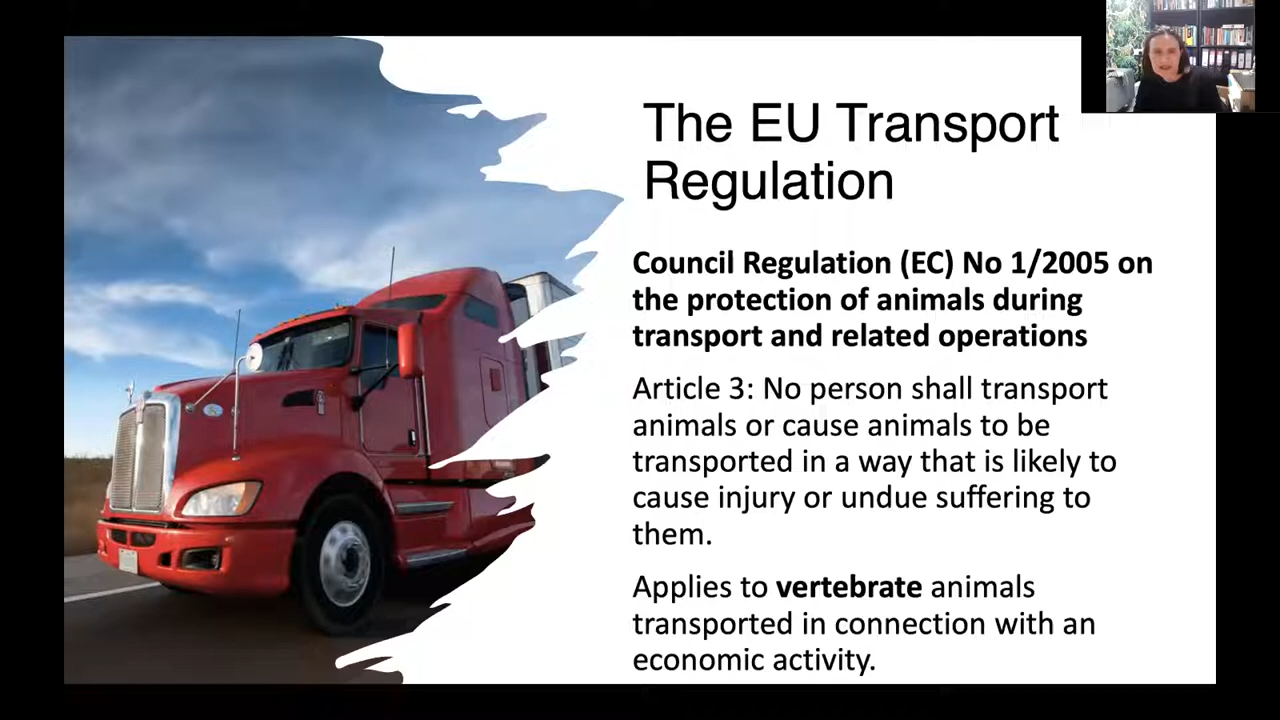 The EU Transport
Regulation
Council Regulation (EC) No 1/2005 on
the protection of animals during
transport and related operations
Article 3: No person shall transport
animals or cause animals to be
transported in a way that is likely to
cause injury or undue suffering to
them.
Applies to vertebrate animals
transported in connection with an
economic activity.